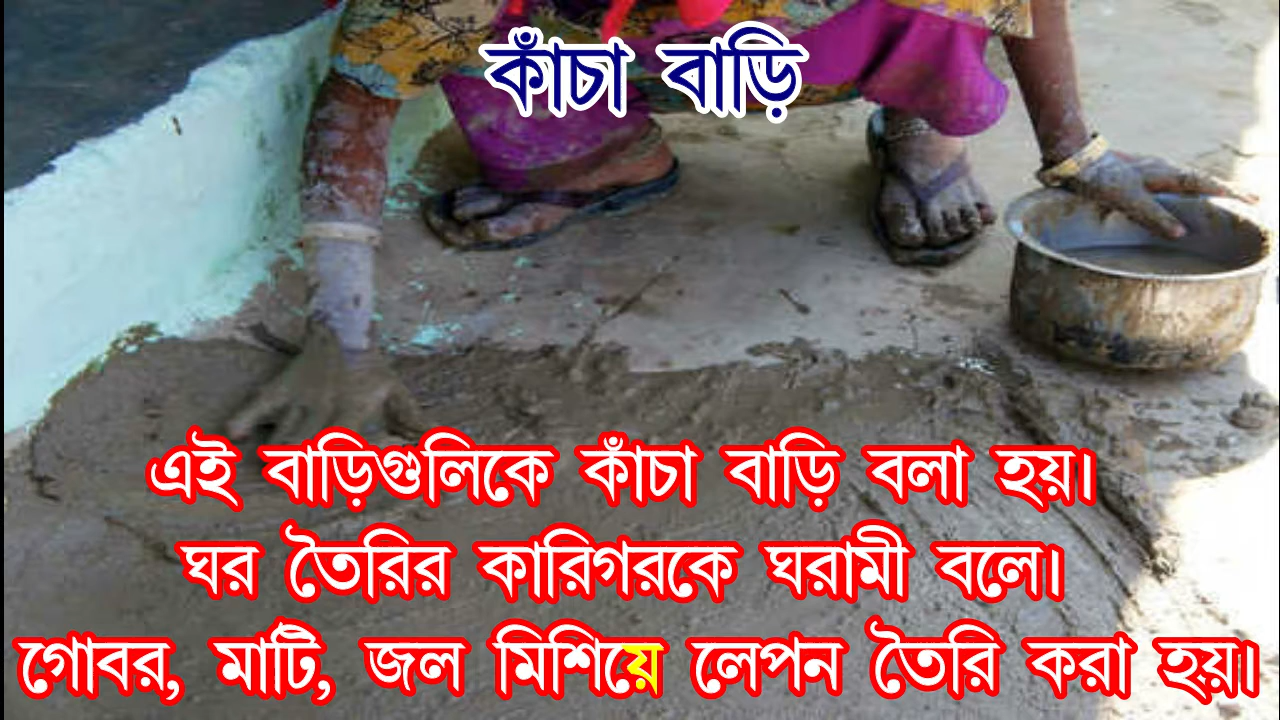 কাঁচা বাড়ি
এই বাড়িগুলিকে কাঁচা বাড়ি বলা হয়।
ঘর তৈরির কারিগরকে ঘরামী বলে।
গোবর, মাটি, জল মিশিয়ে লেপন তৈরি করা হয়।